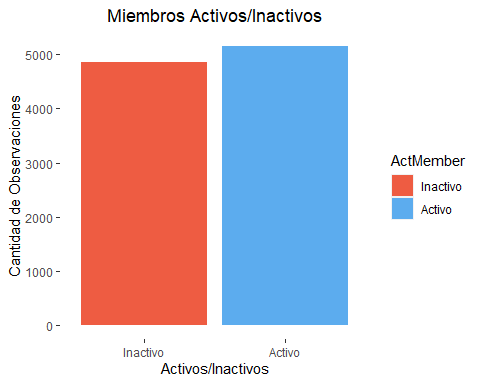 Miembros Activos/Inactivos
Cantidad de Observaciones
5000
4000
3000
2000
1000
0
Inactivo
Activo
Activos/Inactivos
ActMember
Inactivo
Activo